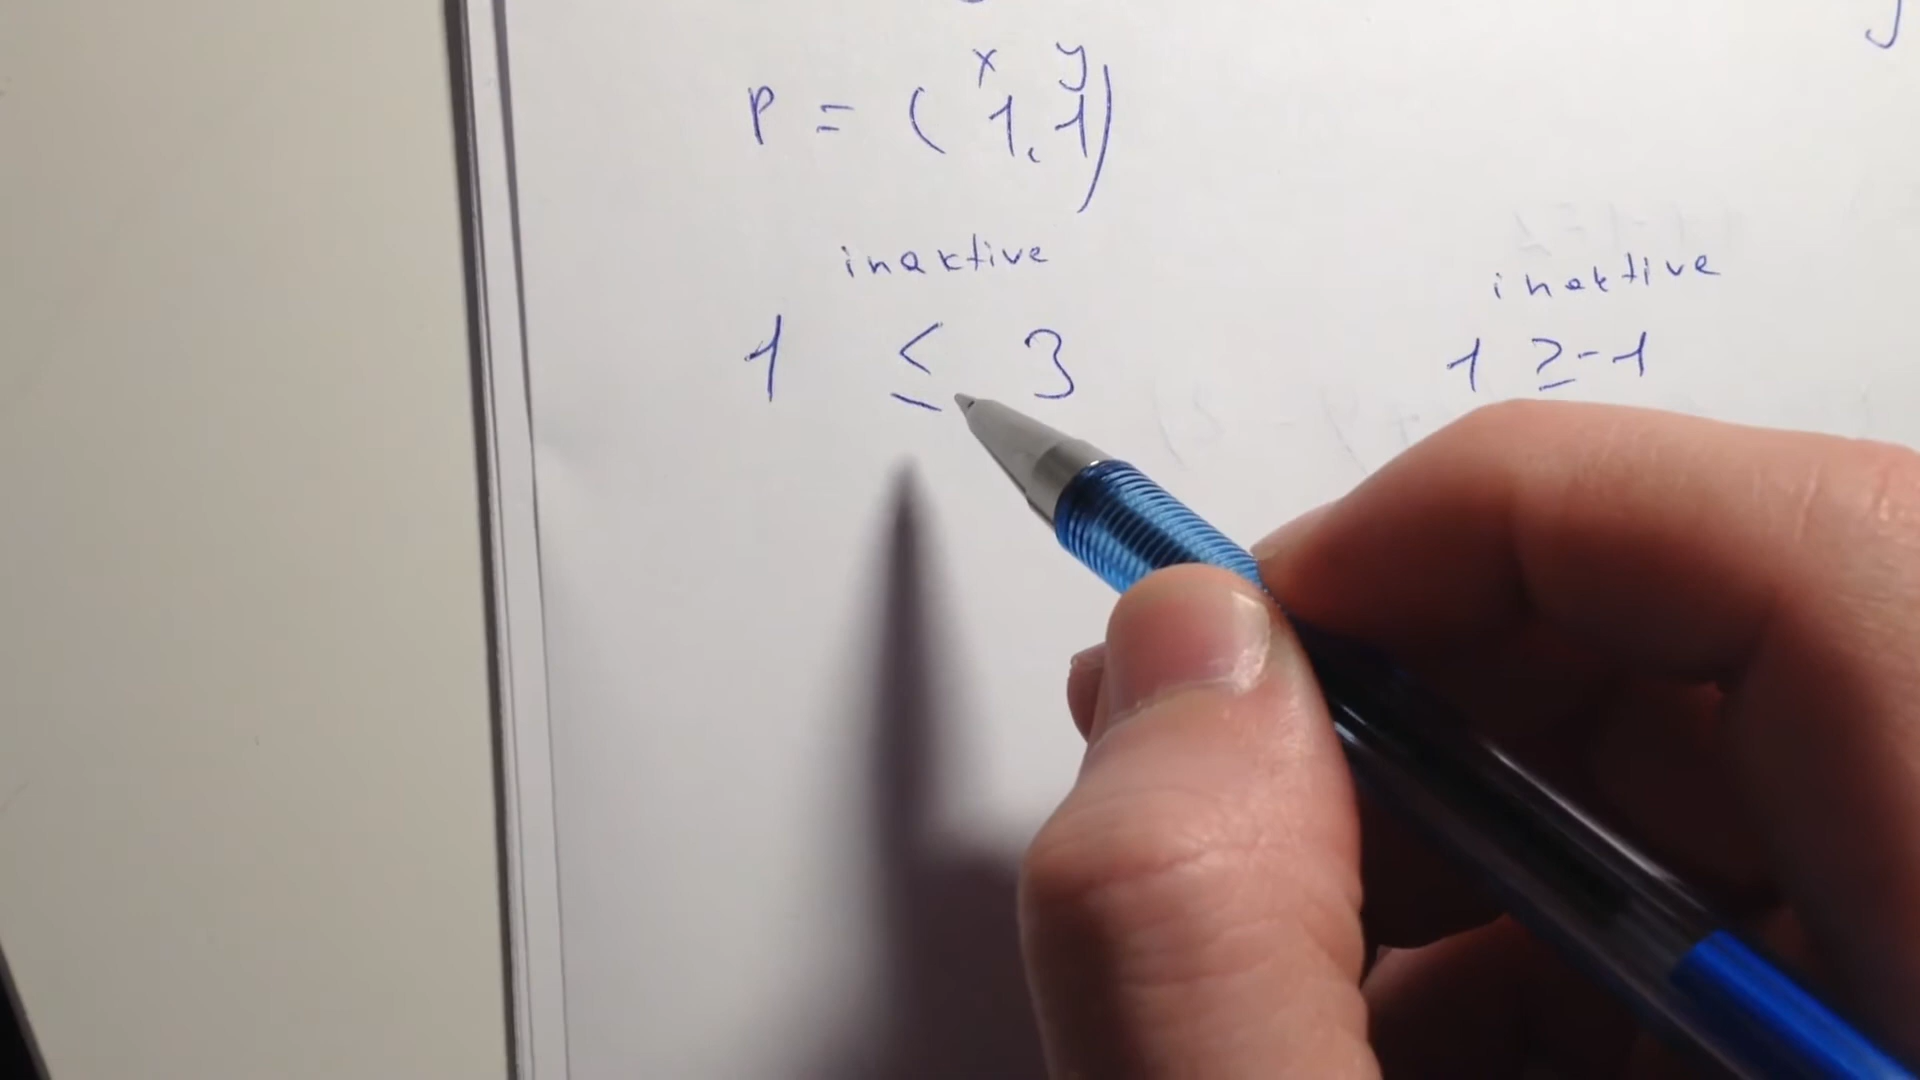 x y
P = ( 1, 1 )
inaktive
1 ≤ 3
inaktive
1 ≥ -1